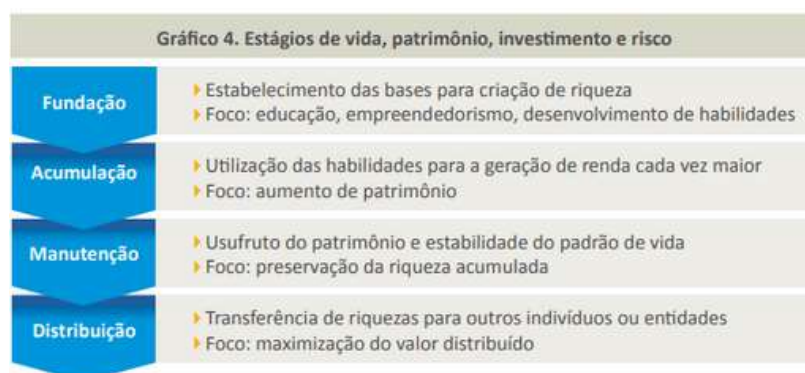 Gráfico 4. Estágios de vida, patrimônio, investimento e risco
Fundação
Estabelecimento das bases para criação de riqueza
Foco: educação, empreendedorismo, desenvolvimento de habilidades
Acumulação
Utilização das habilidades para a geração de renda cada vez maior
Foco: aumento de patrimônio
Manutenção
Usufruto do patrimônio e estabilidade do padrão de vida
Foco: preservação da riqueza acumulada
Distribuição
Transferência de riquezas para outros indivíduos ou entidades
Foco: maximização do valor distribuído